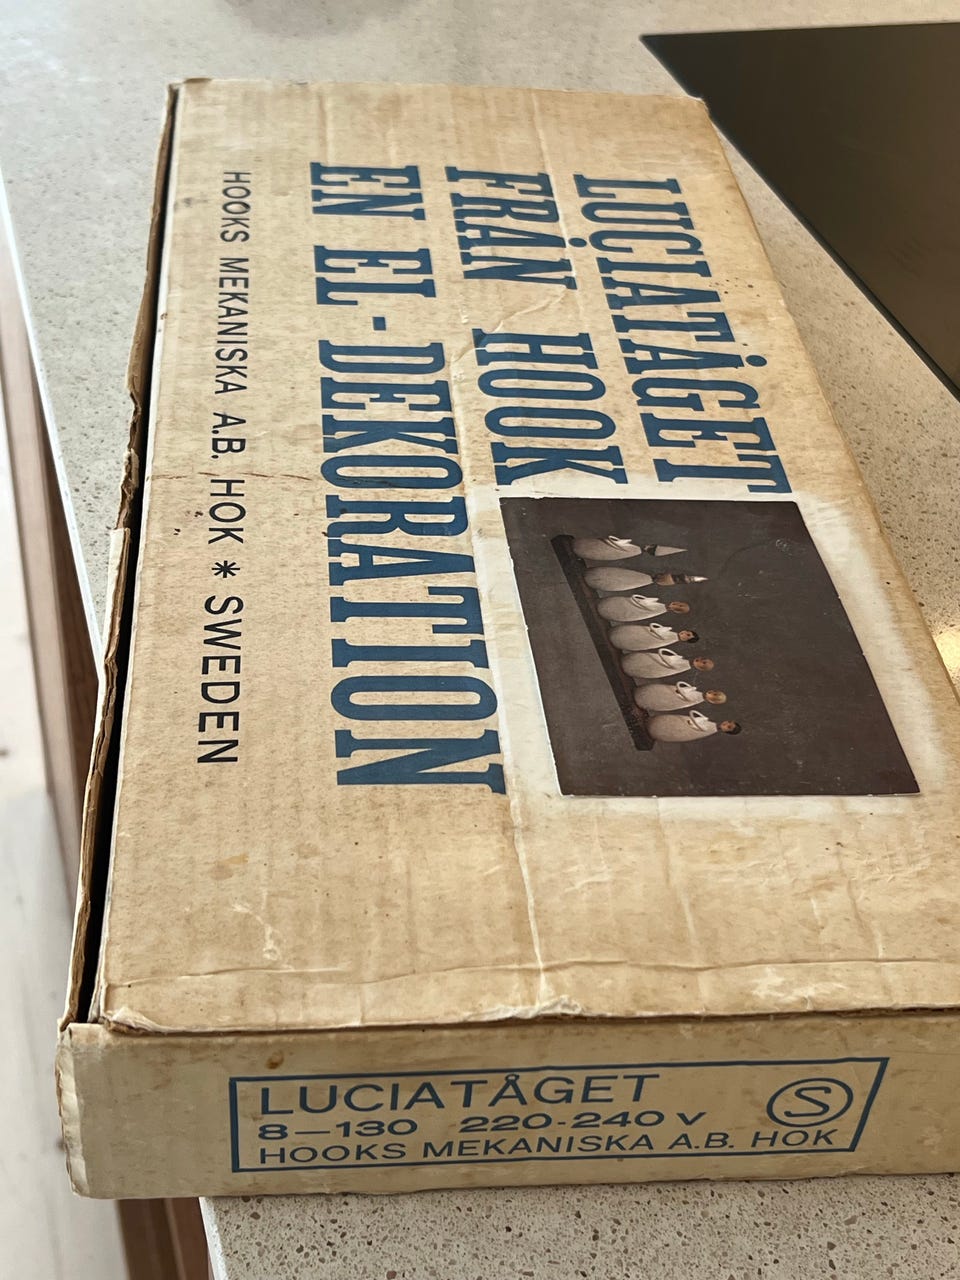 LUCIATÅGET
FRÅN HOOK
EN EL-DEKORATION
HOOKS MEKANISKA A.B. HOK * SWEDEN
LUCIATÅGET
8—130 220-240 V
HOOKS MEKANISKA A.B. HOK
S